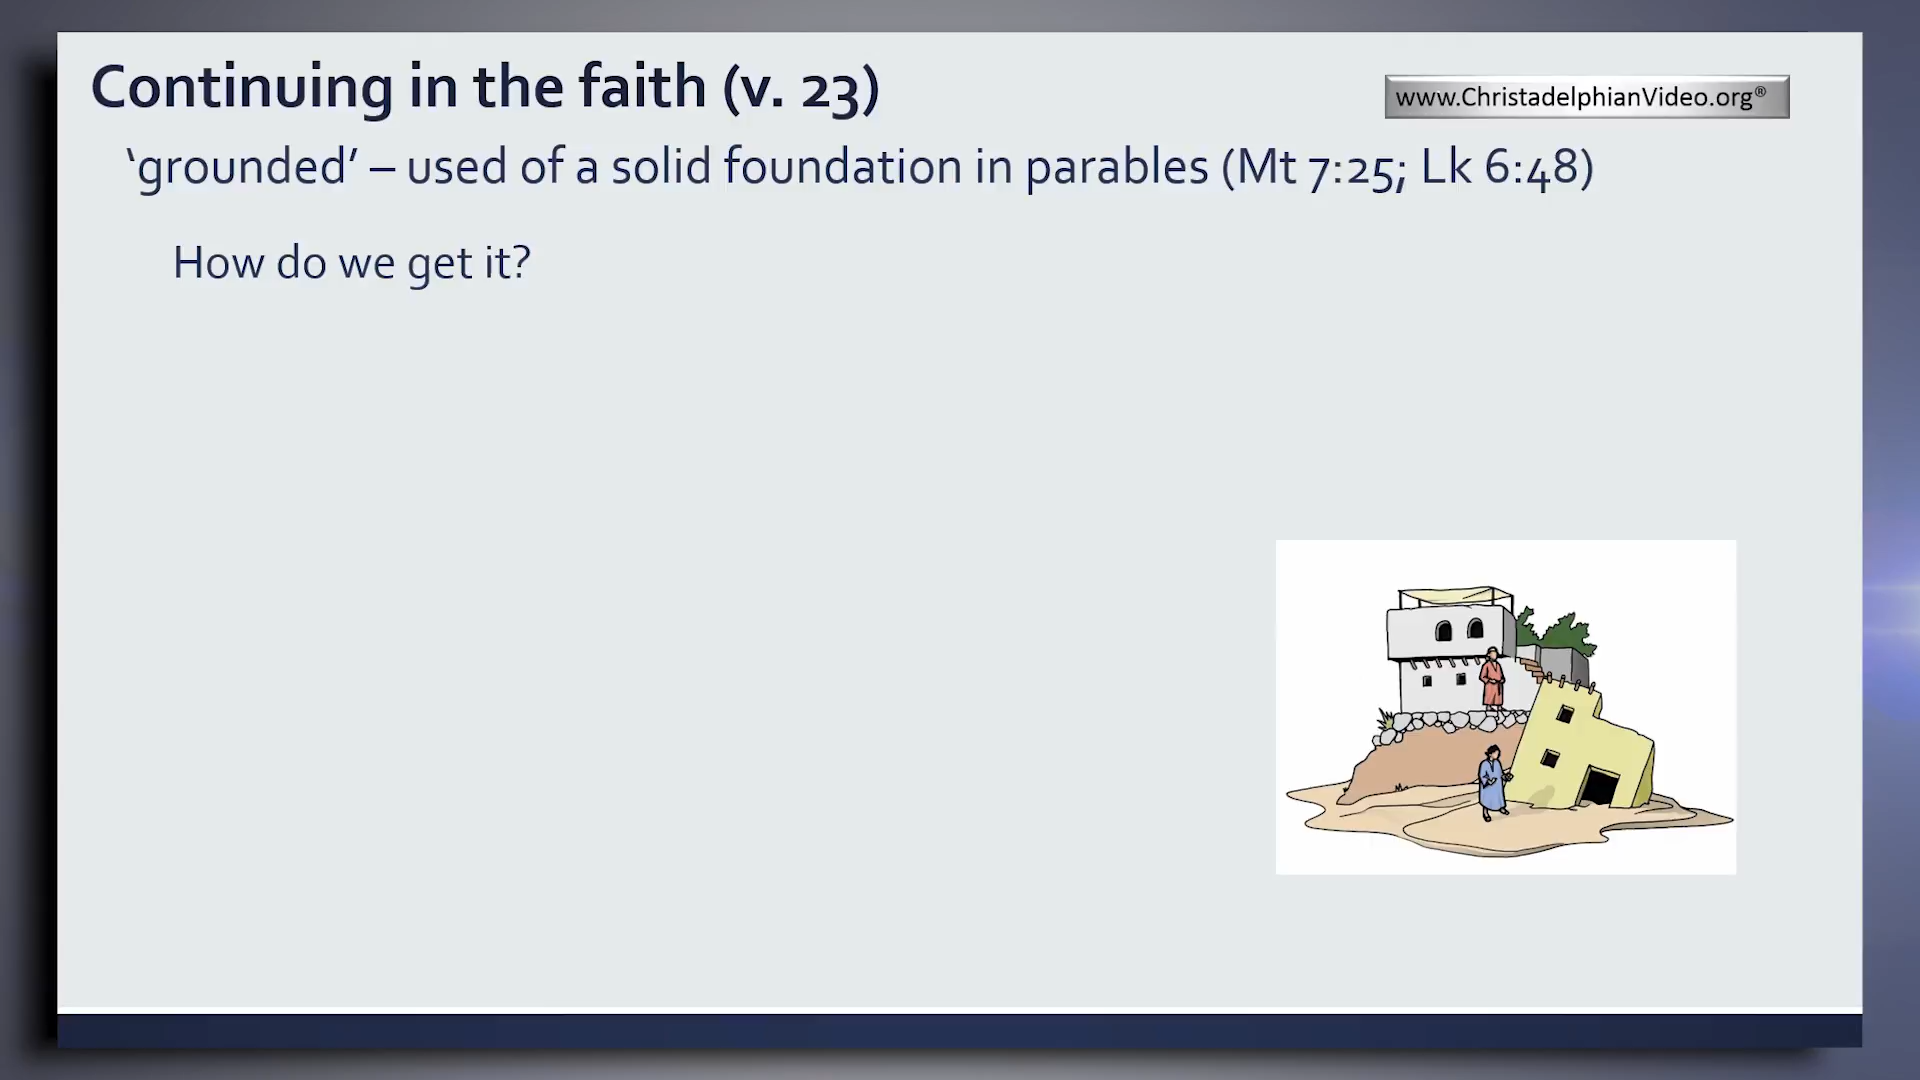 Continuing in the faith (v. 23)
www.ChristadelphianVideo.org®
‘grounded’ – used of a solid foundation in parables (Mt 7:25; Lk 6:48)
How do we get it?